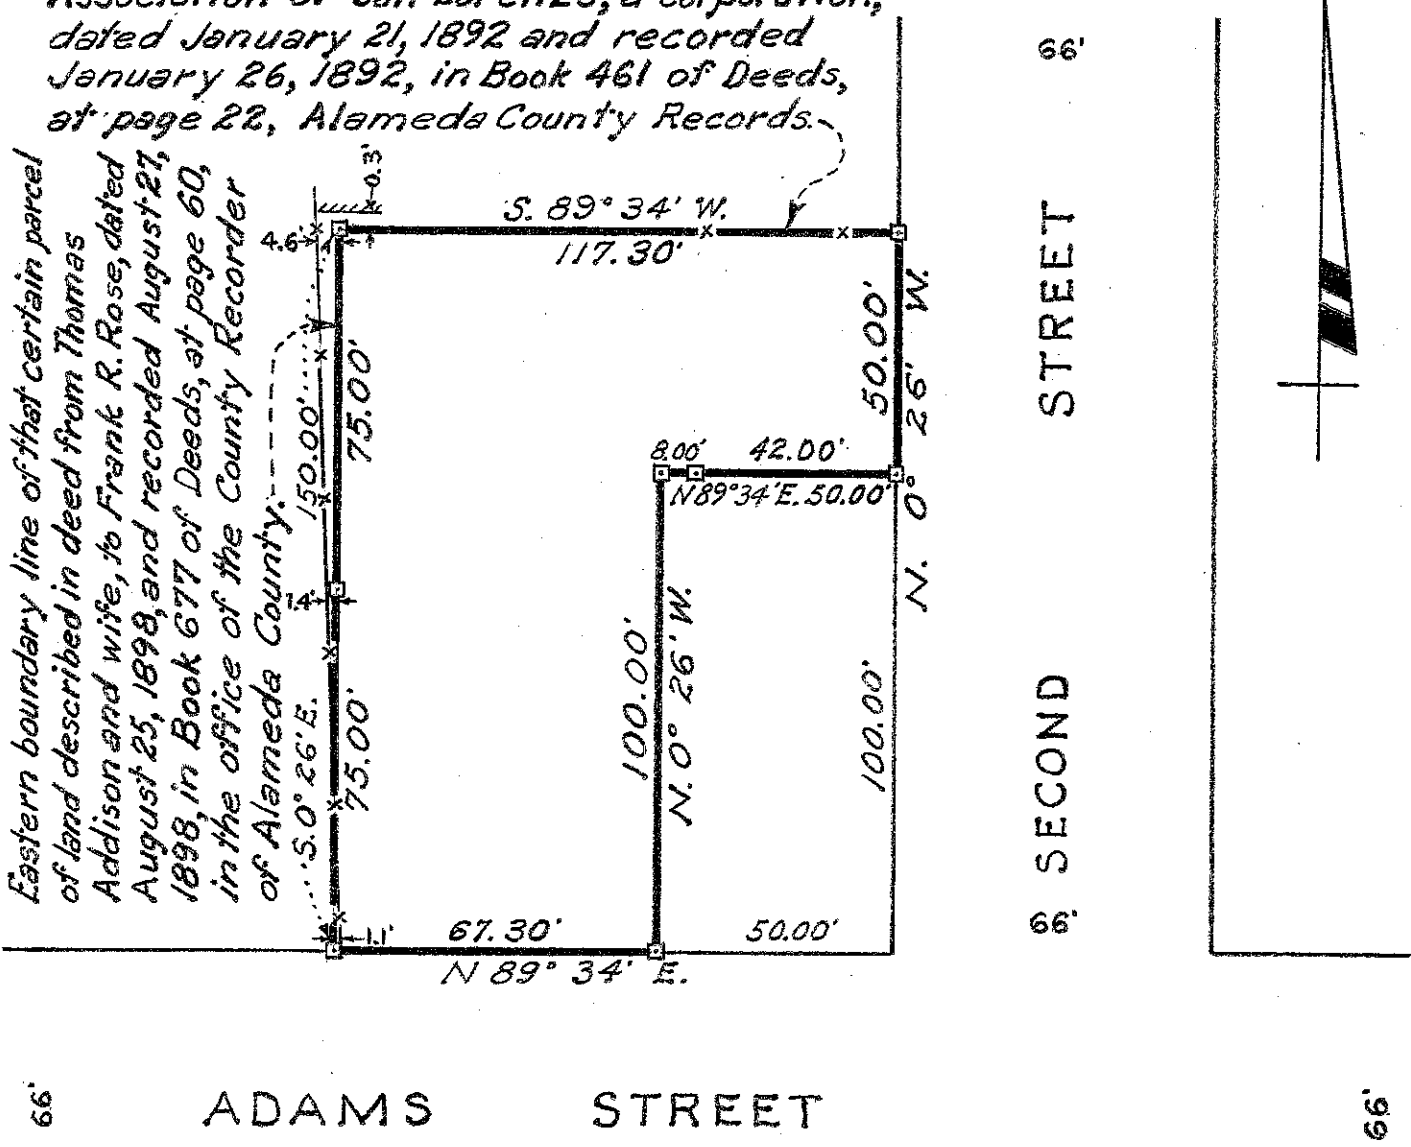 Association of San Lorenzo, a corporation,
dated January 21, 1892 and recorded
January 26, 1892, in Book 461 of Deeds,
at page 22, Alameda County Records.
Eastern boundary line of that certain parcel
of land described in deed from Thomas
Addison and wife, to Frank R. Rose, dated
August 25, 1898, and recorded August 27,
1898, in Book 677 of Deeds, at page 60,
in the office of the County Recorder
of Alameda County.
0.3'
4.6'
S. 89° 34' W.
117.30'
150.00'
75.00'
50.00'
N. 0° 26' W.
8.00'
42.00'
N 89° 34' E. 50.00'
1.4'
S. 0° 26' E.
75.00'
100.00'
N. 0° 26' W.
100.00'
1.1'
67.30'
50.00'
N 89° 34' E.
66'
SECOND STREET
66'
66'
ADAMS STREET
66'